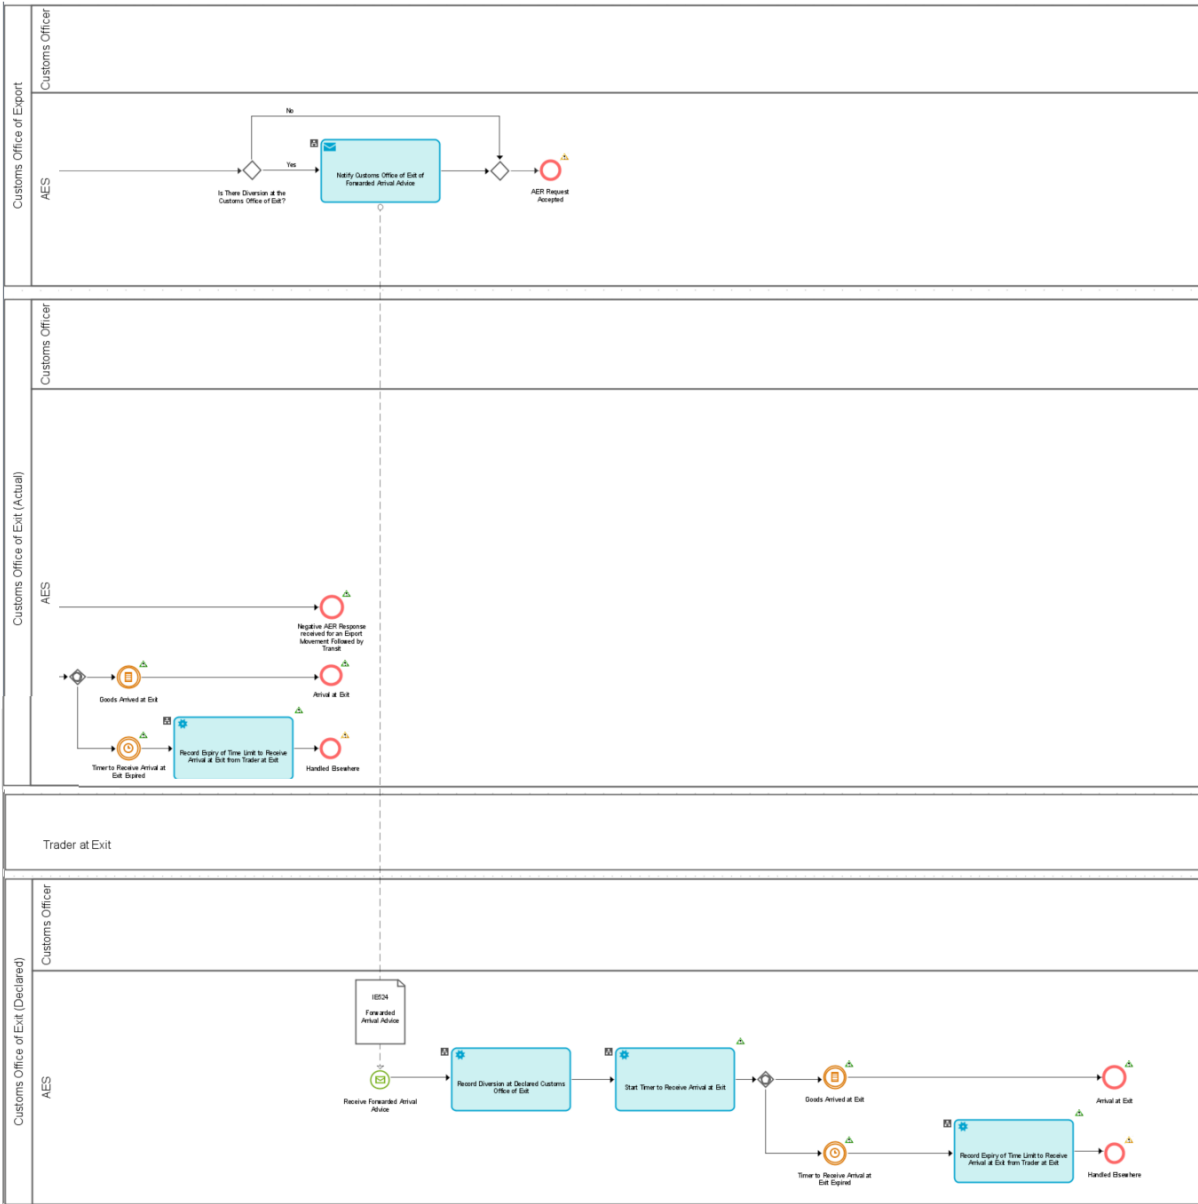 Customs Office of Export
Customs Officer
AES
No
Yes
Is There Diversion at the
Customs Office of Exit?
Notify Customs Office of Exit of
Forwarded Arrival Advice
AER Request
Accepted
Customs Office of Exit (Actual)
Customs Officer
AES
Negative AER Response
received for an Export
Movement Followed by
Transit
Goods Arrived at Exit
Arrival at Exit
Timer to Receive Arrival at
Exit Expired
Record Expiry of Time Limit to Receive
Arrival at Exit from Trader at Exit
Handled Elsewhere
Trader at Exit
Customs Office of Exit (Declared)
Customs Officer
AES
IE524
Forwarded
Arrival Advice
Receive Forwarded Arrival
Advice
Record Diversion at Declared Customs
Office of Exit
Start Timer to Receive Arrival at Exit
Goods Arrived at Exit
Arrival at Exit
Timer to Receive Arrival at
Exit Expired
Record Expiry of Time Limit to Receive
Arrival at Exit from Trader at Exit
Handled Elsewhere